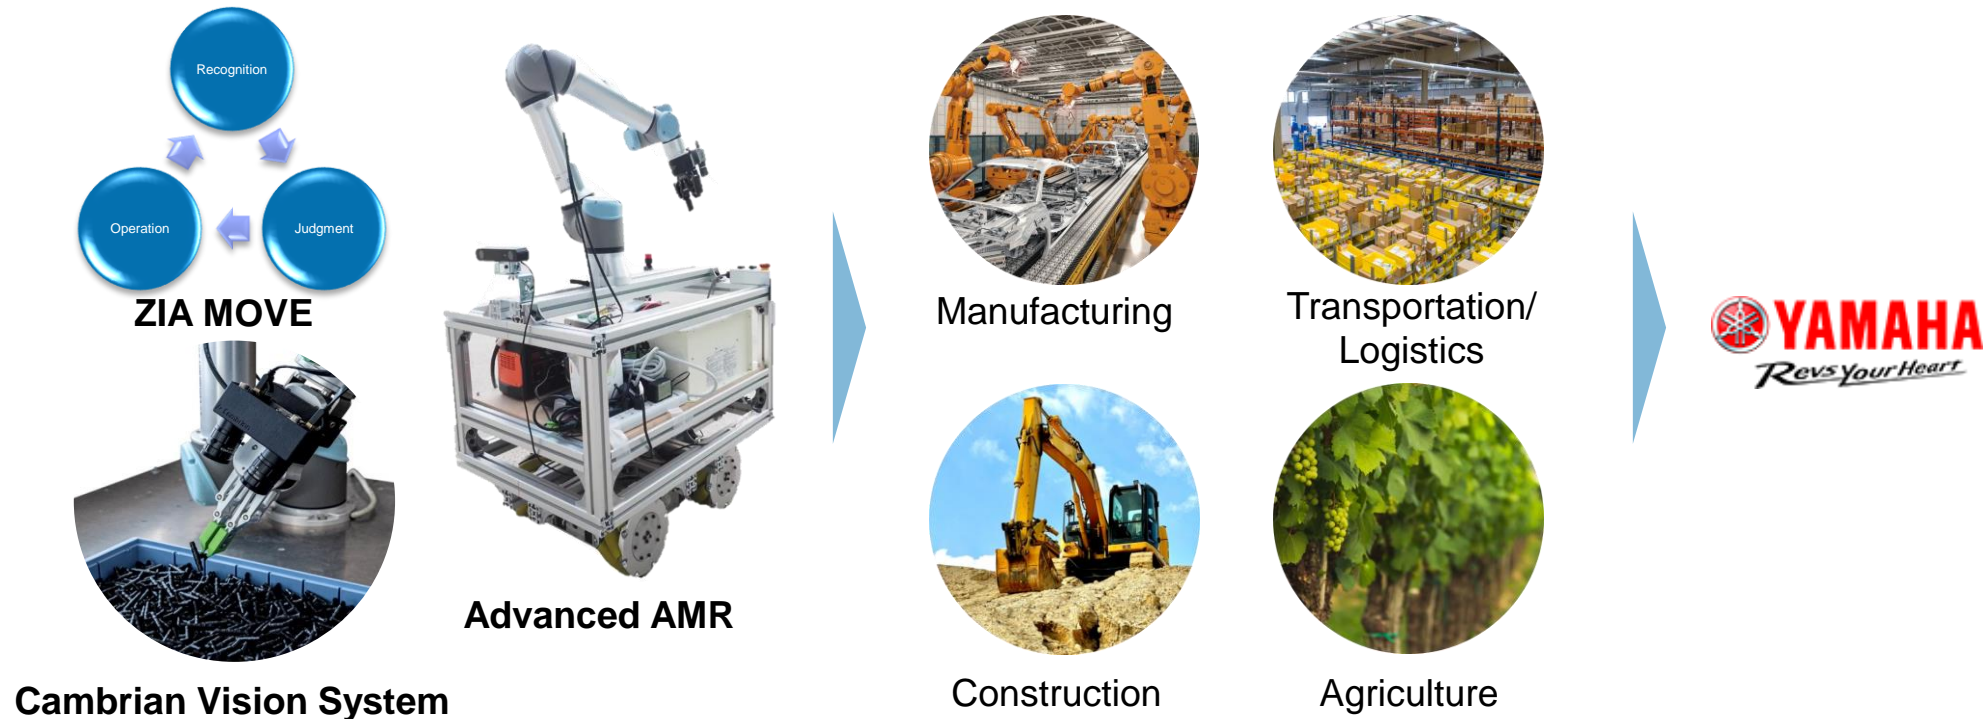 Recognition
Operation
Judgment
ZIA MOVE
Cambrian Vision System
Advanced AMR
Manufacturing
Transportation/
Logistics
Construction
Agriculture
YAMAHA
Revs Your Heart